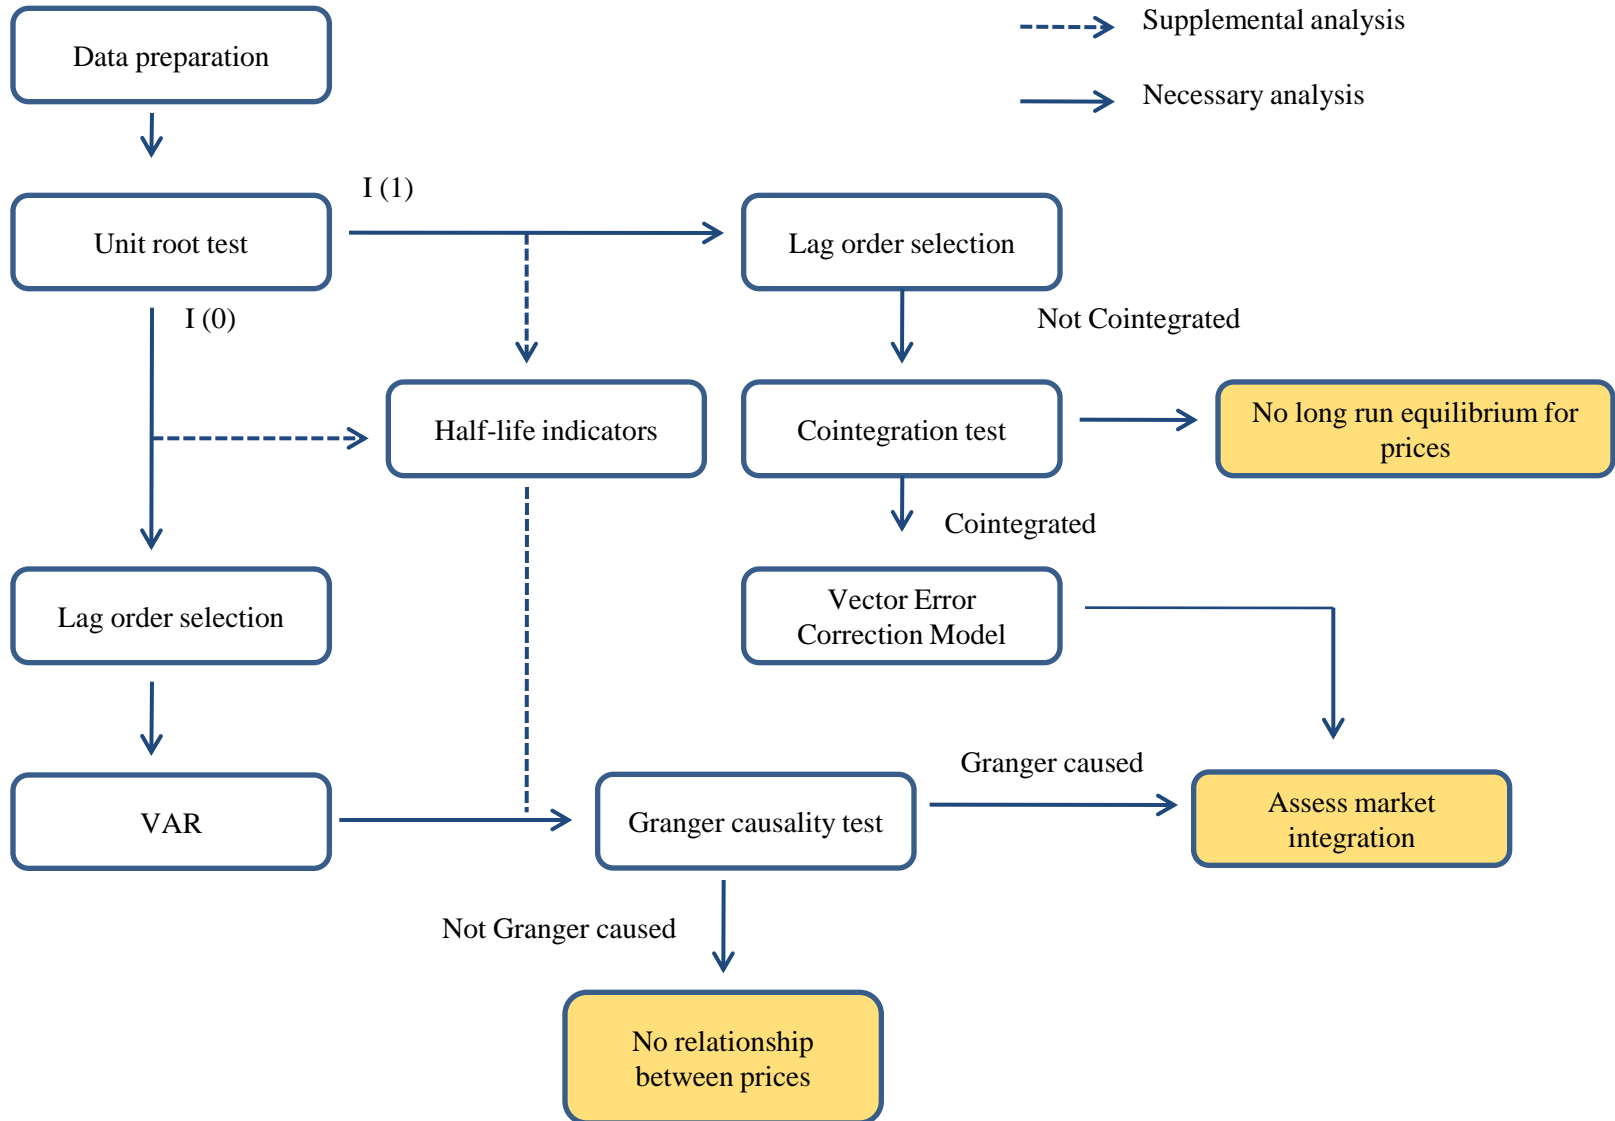 Supplemental analysis
Data preparation
Necessary analysis
I (1)
Unit root test
Lag order selection
I (0)
Not Cointegrated
Half-life indicators
Cointegration test
No long run equilibrium for
prices
Cointegrated
Lag order selection
Vector Error
Correction Model
Granger caused
VAR
Granger causality test
Assess market
integration
Not Granger caused
No relationship
between prices